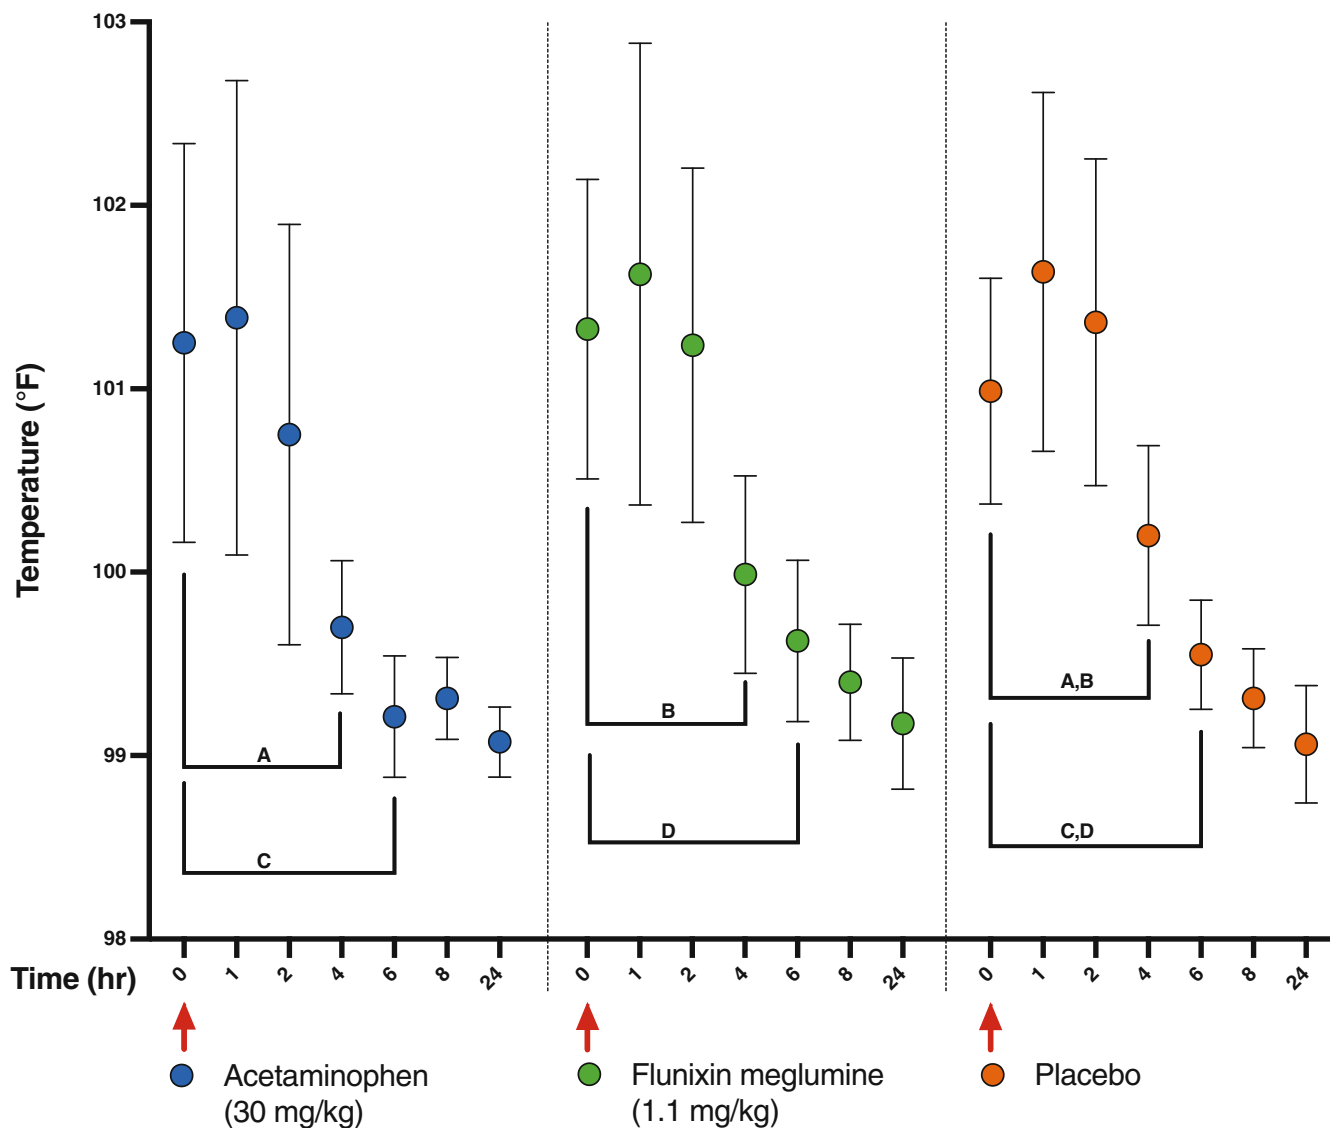 103
102
101
100
99
98
Temperature (°F)
A
C
B
D
A,B
C,D
Time (hr)
0 1 2 4 6 8 24
0 1 2 4 6 8 24
0 1 2 4 6 8 24
Acetaminophen
(30 mg/kg)
Flunixin meglumine
(1.1 mg/kg)
Placebo